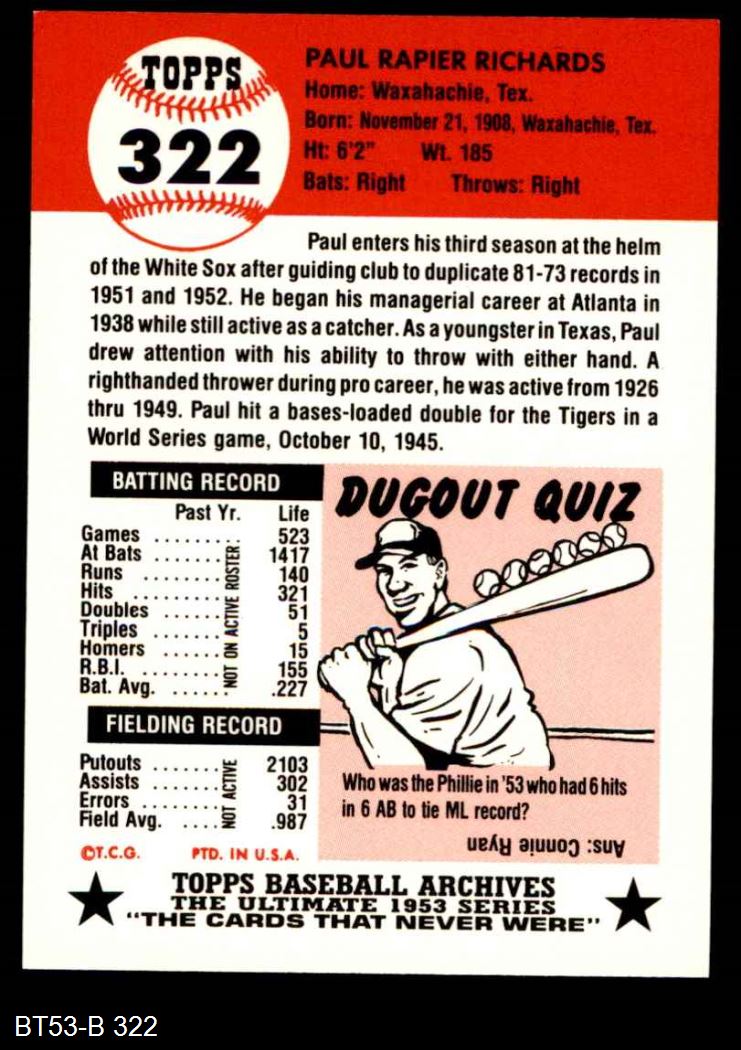 TOPPS
322
PAUL RAPIER RICHARDS
Home: Waxahachie, Tex.
Born: November 21, 1908, Waxahachie, Tex.
Ht: 6'2" Wt. 185
Bats: Right Throws: Right
Paul enters his third season at the helm
of the White Sox after guiding club to duplicate 81-73 records in
1951 and 1952. He began his managerial career at Atlanta in
1938 while still active as a catcher. As a youngster in Texas, Paul
drew attention with his ability to throw with either hand. A
righthanded thrower during pro career, he was active from 1926
thru 1949. Paul hit a bases-loaded double for the Tigers in a
World Series game, October 10, 1945.
BATTING RECORD
Past Yr. Life
Games ........ 523
At Bats ....... 1417
Runs ....... 140
Hits ........ 321
Doubles ....... 51
Triples ....... 5
Homers ...... 15
R.B.I. ........ 155
Bat. Avg. ...... .227
NOT ON ACTIVE ROSTER
FIELDING RECORD
Putouts ....... 2103
Assists ....... 302
Errors ....... 31
Field Avg. .... .987
NOT ACTIVE
©T.C.G. PTD. IN U.S.A.
DUGOUT QUIZ
Who was the Phillie in '53 who had 6 hits
in 6 AB to tie ML record?
Ans: Connie Ryan
TOPPS BASEBALL ARCHIVES
THE ULTIMATE 1953 SERIES
"THE CARDS THAT NEVER WERE"
BT53-B 322